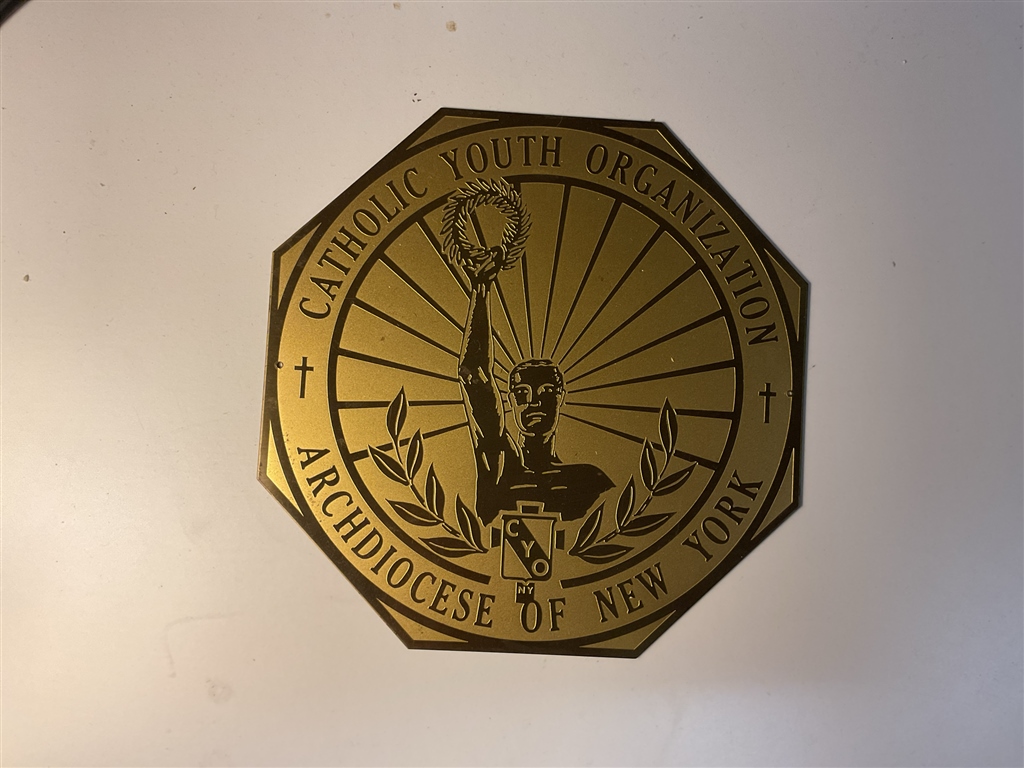 CATHOLIC YOUTH ORGANIZATION
ARCHDIOCESE OF NEW YORK
CYO
NY